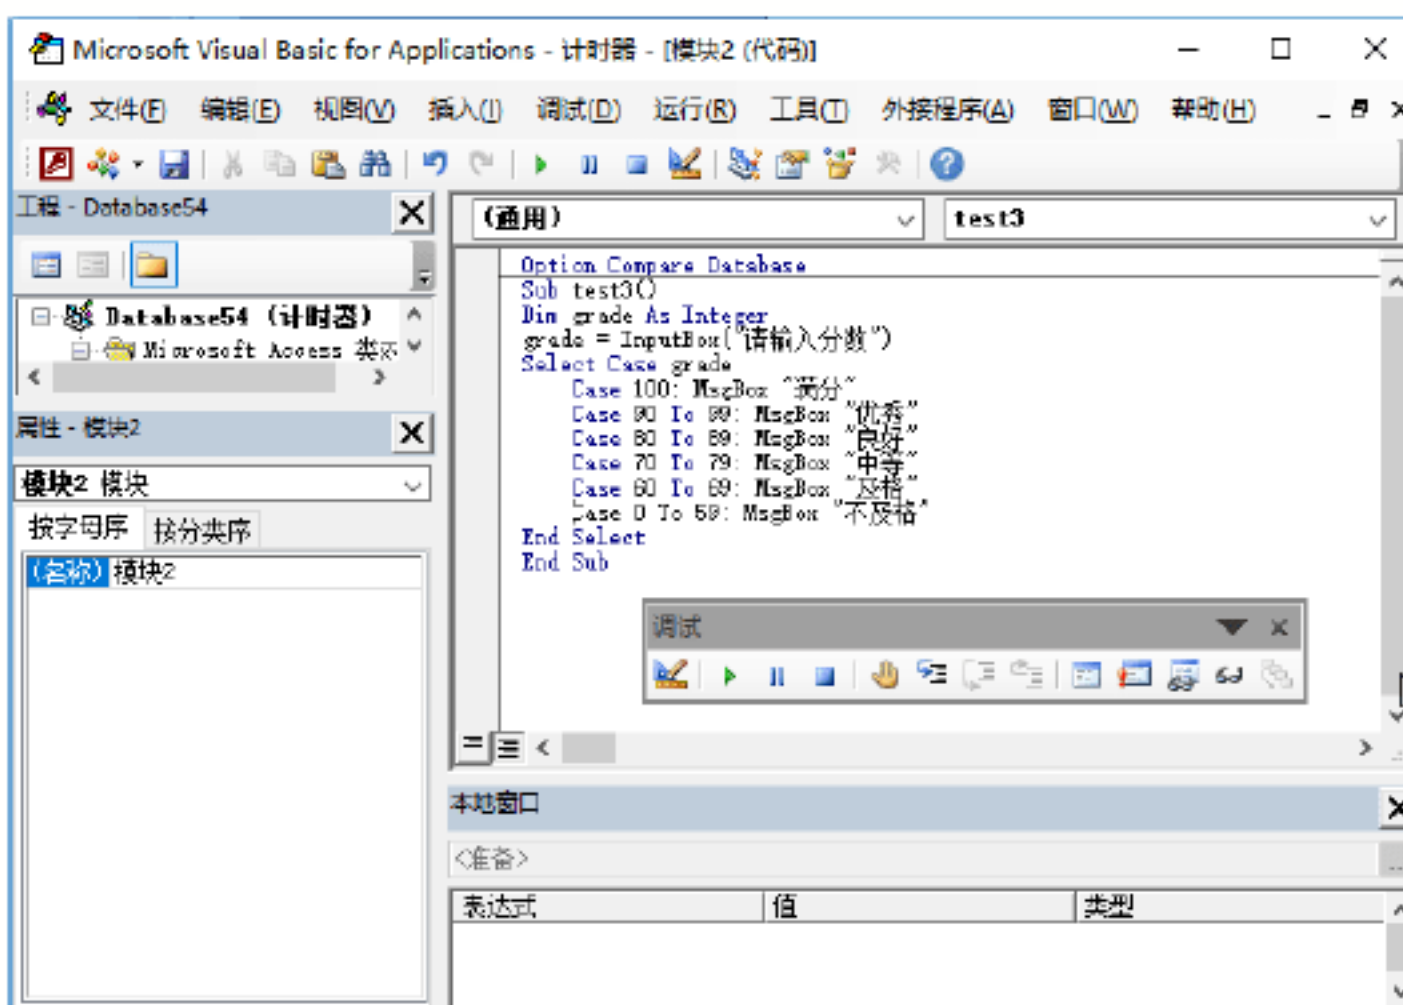 Microsoft Visual Basic for Applications - 计时器 - [模块2 (代码)]
文件(F) 编辑(E) 视图(V) 插入(I) 调试(D) 运行(R) 工具(T) 外接程序(A) 窗口(W) 帮助(H)
工程 - Database54
Database54 (计时器)
Microsoft Access 类
属性 - 模块2
模块2 模块
按字母序 按分类序
(名称) 模块2
(通用) test3
Option Compare Database
Sub test3()
Dim grade As Integer
grade = InputBox("请输入分数")
Select Case grade
Case 100: MsgBox "满分"
Case 90 To 99: MsgBox "优秀"
Case 80 To 89: MsgBox "良好"
Case 70 To 79: MsgBox "中等"
Case 60 To 69: MsgBox "及格"
Case 0 To 59: MsgBox "不及格"
End Select
End Sub
调试
本地窗口
<准备>
表达式 值 类型